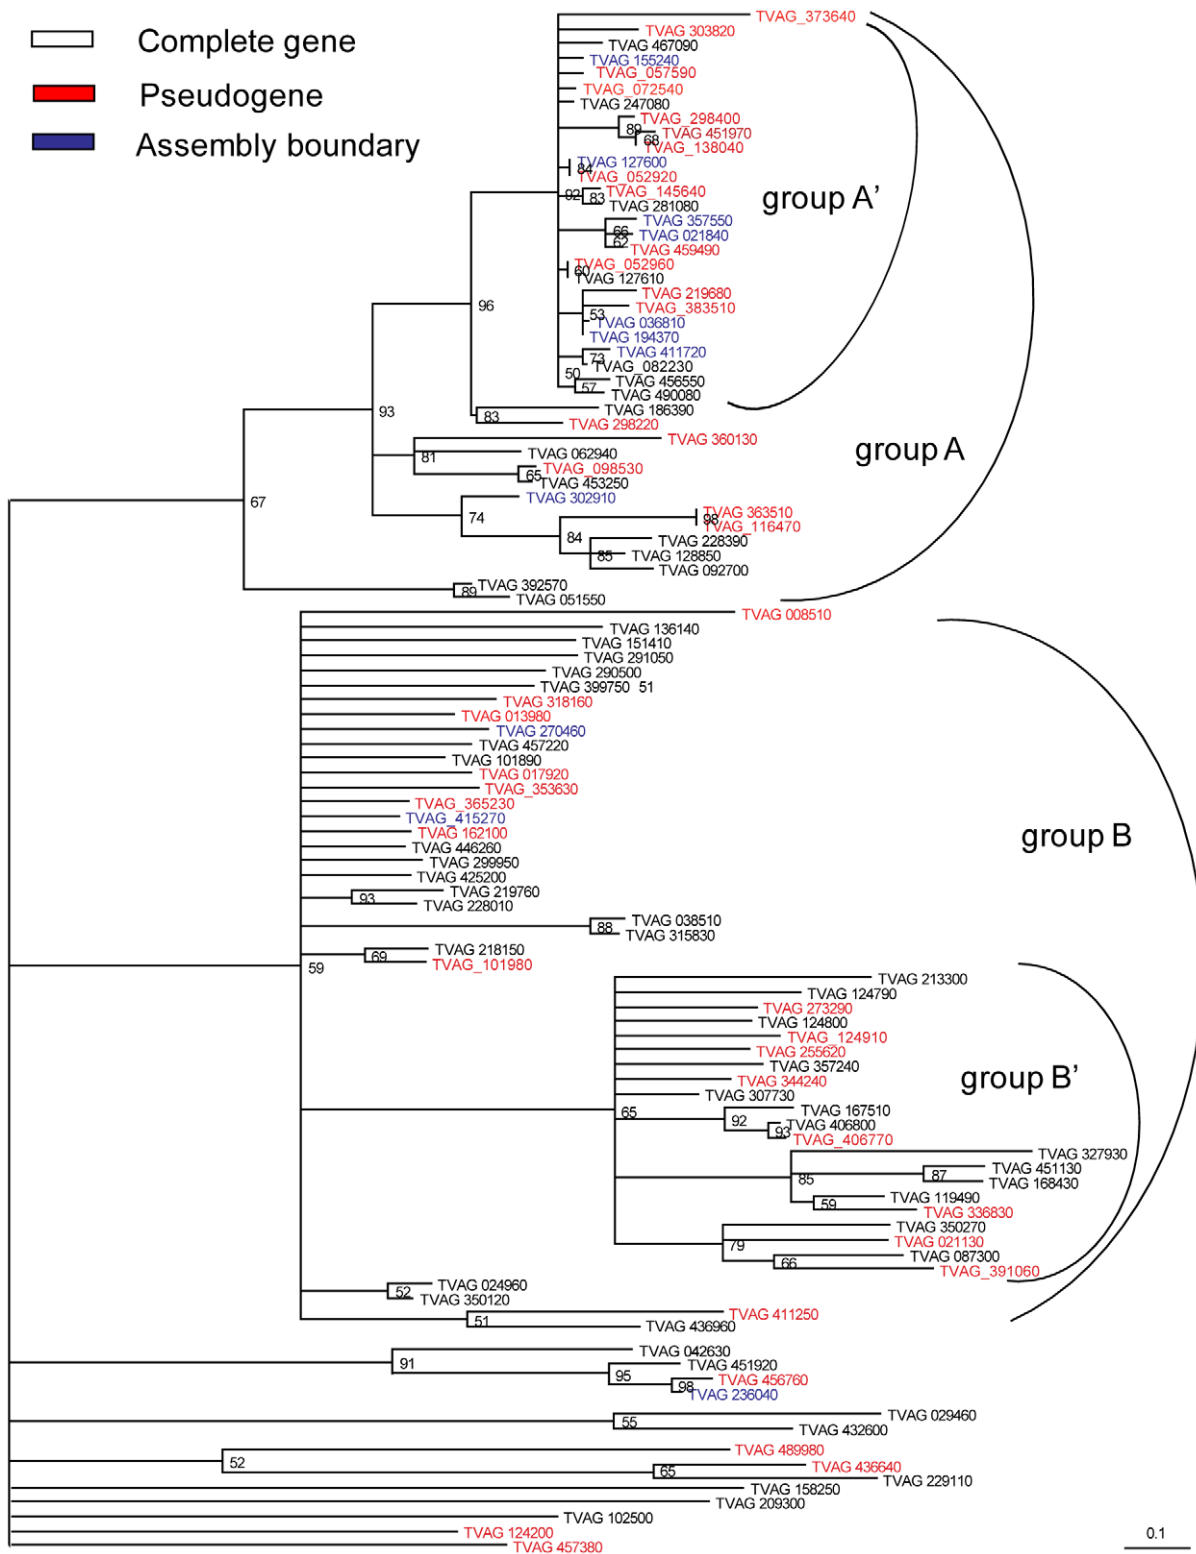 Complete gene
Pseudogene
Assembly boundary
TVAG_373640
TVAG 303820
TVAG 467090
TVAG 155240
TVAG_057590
TVAG_072540
TVAG 247080
TVAG_298400
89
TVAG 451970
68
TVAG_138040
TVAG 127600
84
TVAG_052920
TVAG_145640
92
83
TVAG 281080
TVAG 357550
66
TVAG 021840
62
TVAG 459490
group A’
TVAG_052960
60
TVAG 127610
TVAG 219680
96
TVAG_383510
53
TVAG 036810
TVAG 194370
TVAG 411720
73
TVAG_082230
50
TVAG 456550
57
TVAG 490080
93
TVAG 186390
83
TVAG 298220
TVAG 360130
group A
81
TVAG 062940
TVAG_098530
65
TVAG 453250
67
TVAG 302910
74
TVAG 363510
98
TVAG_116470
84
TVAG 228390
85
TVAG 128850
TVAG 092700
TVAG 392570
89
TVAG 051550
TVAG 008510
TVAG 136140
TVAG 151410
TVAG 291050
TVAG 290500
TVAG 399750 51
TVAG 318160
TVAG 013980
TVAG 270460
TVAG 457220
TVAG 101890
TVAG 017920
TVAG_353630
TVAG_365230
TVAG_415270
TVAG 162100
group B
TVAG 446260
TVAG 299950
TVAG 425200
TVAG 219760
93
TVAG 228010
TVAG 038510
88
TVAG 315830
TVAG 218150
69
TVAG_101980
59
TVAG 213300
TVAG 124790
TVAG 273290
TVAG 124800
TVAG_124910
TVAG 255620
TVAG 357240
group B’
TVAG 344240
TVAG 307730
65
TVAG 167510
92
TVAG 406800
93
TVAG_406770
TVAG 327930
TVAG 451130
85
87
TVAG 168430
TVAG 119490
59
TVAG 336830
TVAG 350270
79
TVAG 021130
TVAG 087300
66
TVAG_391060
TVAG 024960
52
TVAG 350120
TVAG 411250
51
TVAG 436960
TVAG 042630
91
TVAG 451920
95
TVAG 456760
98
TVAG 236040
TVAG 029460
55
TVAG 432600
TVAG 489980
52
TVAG 436640
65
TVAG 229110
TVAG 158250
TVAG 209300
TVAG 102500
TVAG 124200
TVAG 457380
0.1